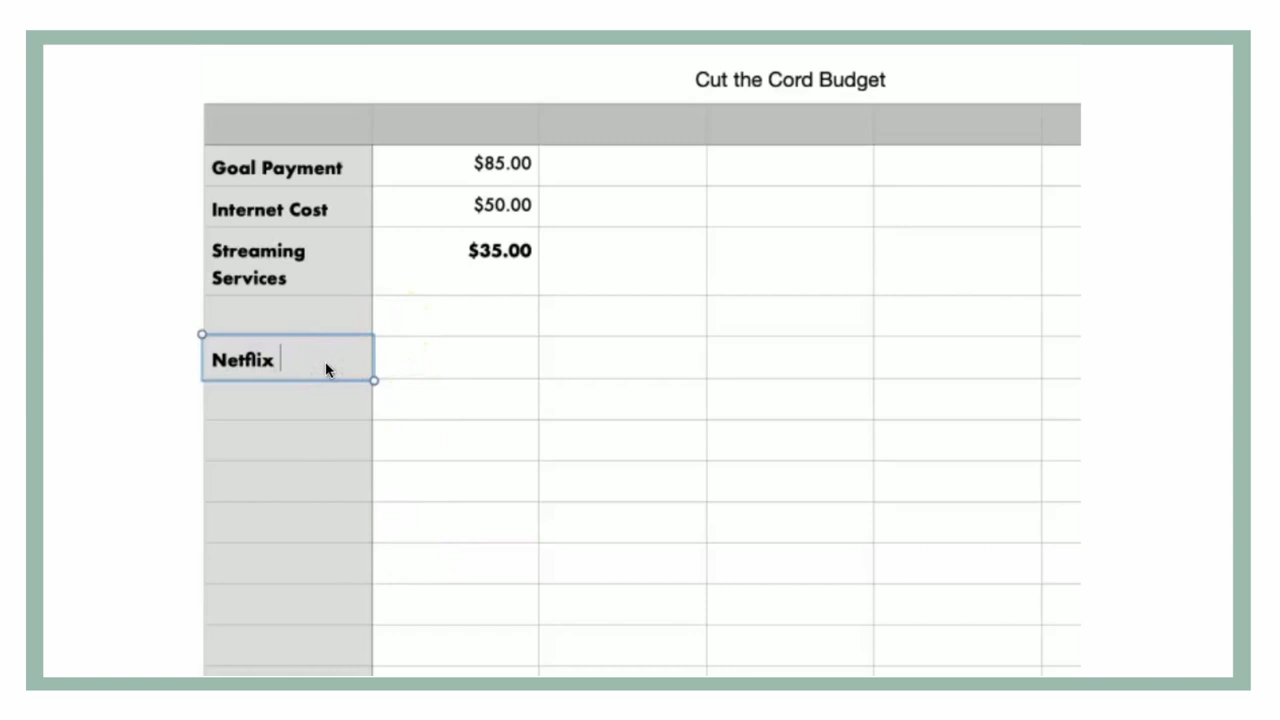 Cut the Cord Budget
Goal Payment $85.00
Internet Cost $50.00
Streaming $35.00
Services
Netflix